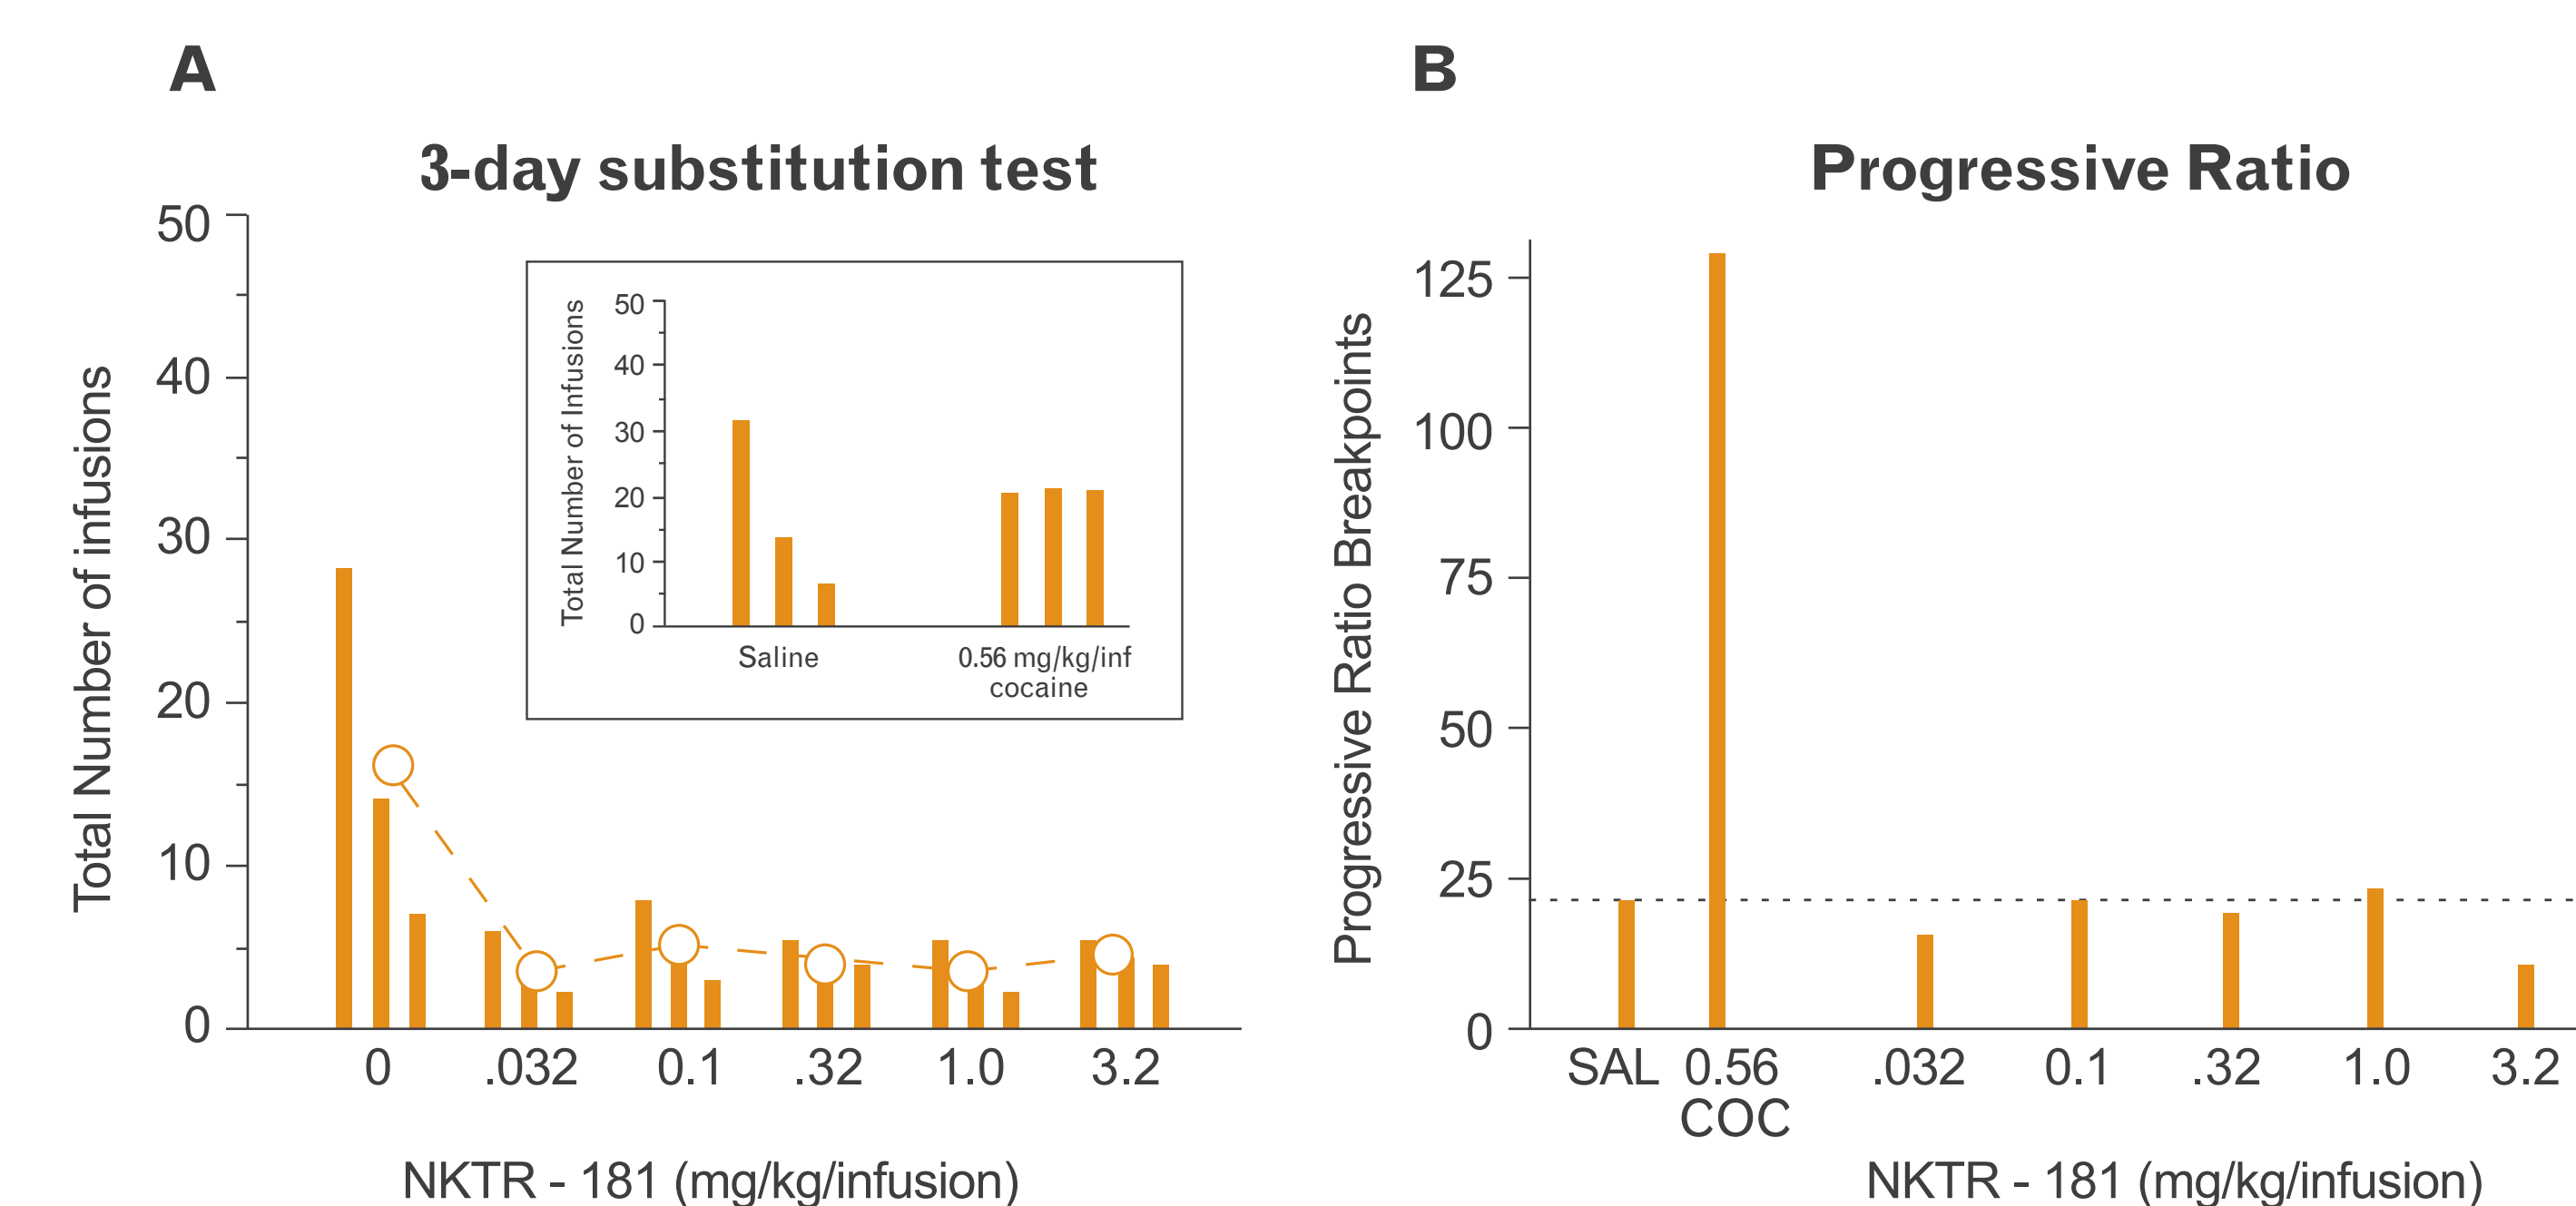 A
3-day substitution test
Total Number of infusions
50
40
30
20
10
0
Total Number of Infusions
50
40
30
20
10
0
Saline
0.56 mg/kg/inf
cocaine
0 .032 0.1 .32 1.0 3.2
NKTR - 181 (mg/kg/infusion)
B
Progressive Ratio
Progressive Ratio Breakpoints
125
100
75
50
25
0
SAL 0.56 .032 0.1 .32 1.0 3.2
COC
NKTR - 181 (mg/kg/infusion)